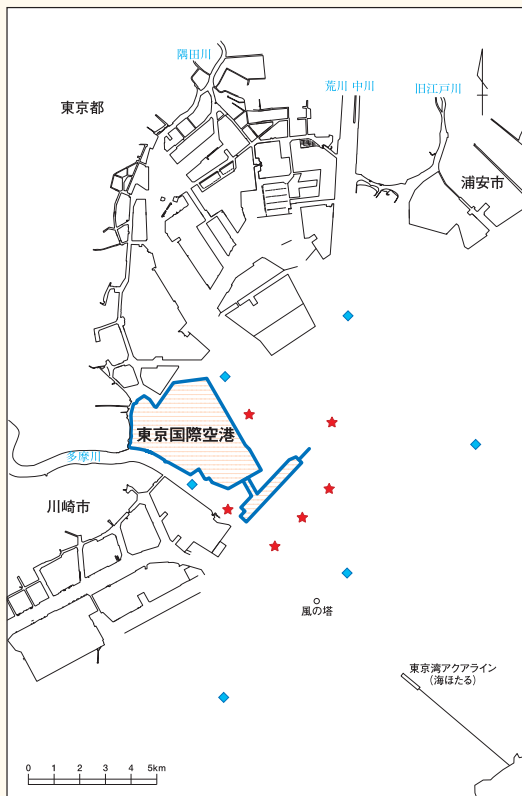 隅田川
荒川 中川
旧江戸川
東京都
浦安市
東京国際空港
多摩川
川崎市
風の塔
東京湾アクアライン
(海ほたる)
0 1 2 3 4 5km